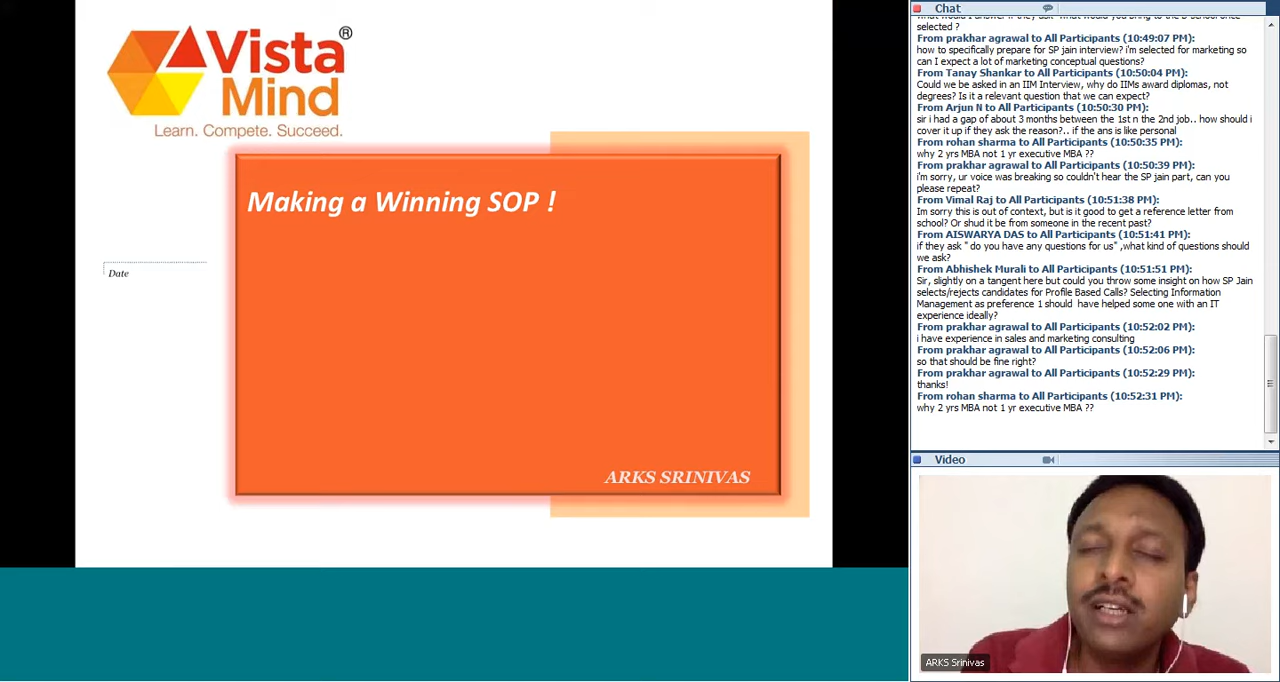 Vista®
Mind
Learn. Compete. Succeed.
Making a Winning SOP !
Date
ARKS SRINIVAS
Chat
selected ?
From prakhar agrawal to All Participants (10:49:07 PM):
how to specifically prepare for SP jain interview? i'm selected for marketing so
can I expect a lot of marketing conceptual questions?
From Tanay Shankar to All Participants (10:50:04 PM):
Could we be asked in an IIM Interview, why do IIMs award diplomas, not
degrees? Is it a relevant question that we can expect?
From Arjun N to All Participants (10:50:30 PM):
sir i had a gap of about 3 months between the 1st n the 2nd job.. how should i
cover it up if they ask the reason?.. if the ans is like personal
From rohan sharma to All Participants (10:50:35 PM):
why 2 yrs MBA not 1 yr executive MBA ??
From prakhar agrawal to All Participants (10:50:39 PM):
i'm sorry, ur voice was breaking so couldn't hear the SP jain part, can you
please repeat?
From Vimal Raj to All Participants (10:51:38 PM):
Im sorry this is out of context, but is it good to get a reference letter from
school? Or shud it be from someone in the recent past?
From AISWARYA DAS to All Participants (10:51:41 PM):
if they ask " do you have any questions for us" ,what kind of questions should
we ask?
From Abhishek Murali to All Participants (10:51:51 PM):
Sir, slightly on a tangent here but could you throw some insight on how SP Jain
selects/rejects candidates for Profile Based Calls? Selecting Information
Management as preference 1 should  have helped some one with an IT
experience ideally?
From prakhar agrawal to All Participants (10:52:02 PM):
i have experience in sales and marketing consulting
From prakhar agrawal to All Participants (10:52:06 PM):
so that should be fine right?
From prakhar agrawal to All Participants (10:52:29 PM):
thanks!
From rohan sharma to All Participants (10:52:31 PM):
why 2 yrs MBA not 1 yr executive MBA ??
Video
ARKS Srinivas